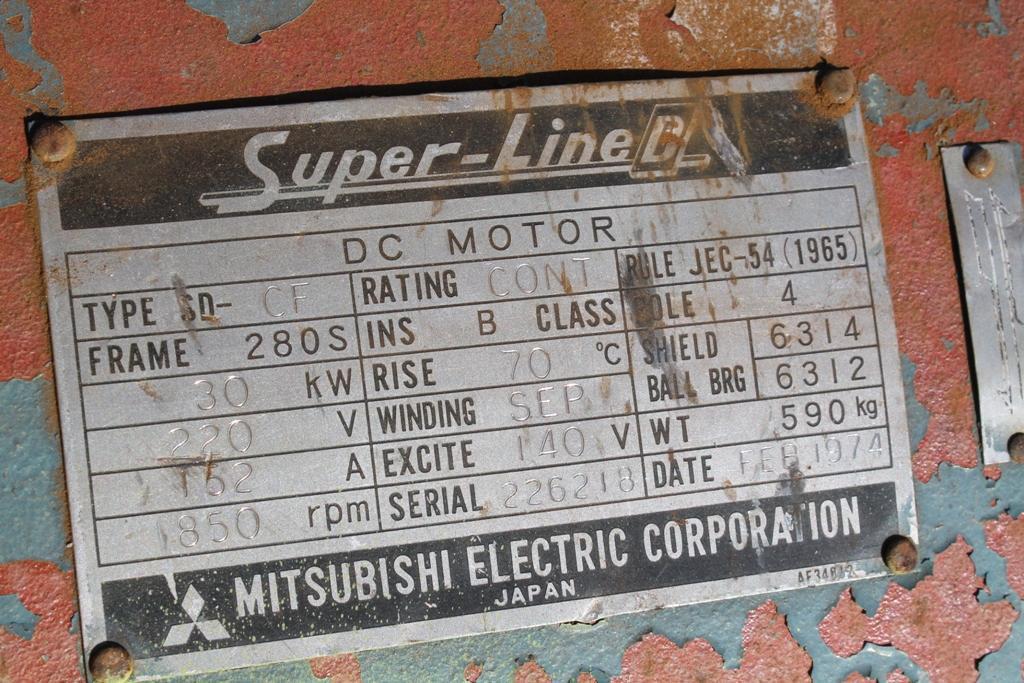 Super-Line B
DC MOTOR
TYPE SD- CF RATING CONT RULE JEC-54 (1965)
FRAME 280S INS B CLASS POLE 4
30 KW RISE 70 °C SHIELD 6314
220 V WINDING SEP BALL BRG 6312
152 A EXCITE 140 V WT 590 kg
850 rpm SERIAL 226218 DATE FEB 1974
MITSUBISHI ELECTRIC CORPORATION
JAPAN